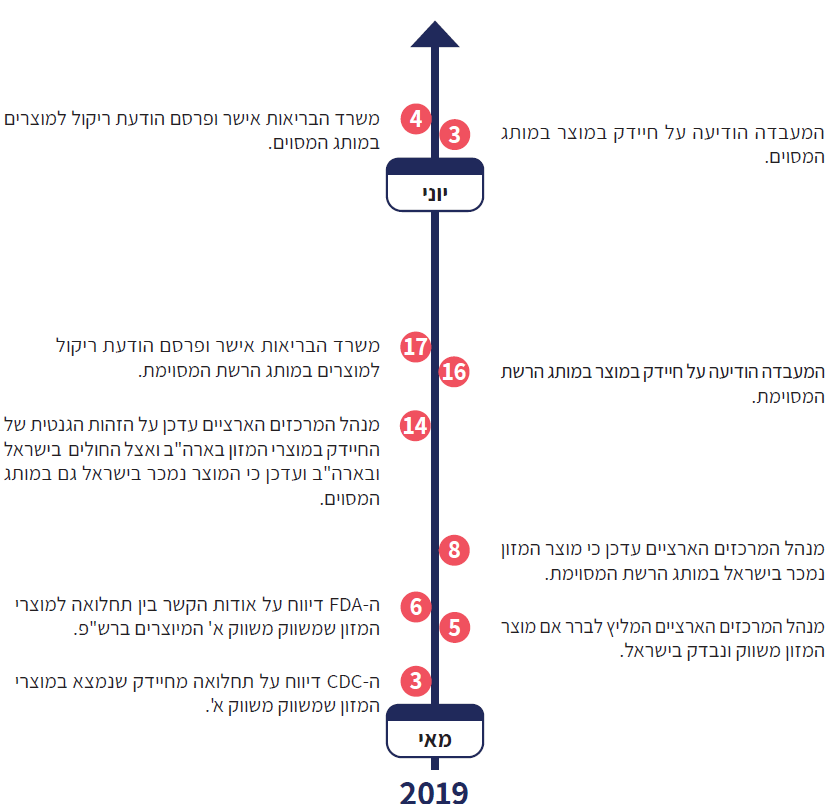 4
משרד הבריאות אישר ופרסם הודעת ריקול למוצרים
במותג המסוים.
3
המעבדה הודיעה על חיידק במוצר במותג
המסוים.
יוני
17
משרד הבריאות אישר ופרסם הודעת ריקול
למוצרים במותג הרשת המסוימת.
16
המעבדה הודיעה על חיידק במוצר במותג הרשת
המסוימת.
14
מנהל המרכזים הארציים עדכן על הזהות הגנטית של
החיידק במוצרי המזון בארה"ב ואצל החולים בישראל
ובארה"ב ועדכן כי המוצר נמכר בישראל גם במותג
המסוים.
8
מנהל המרכזים הארציים עדכן כי מוצר המזון
נמכר בישראל במותג הרשת המסוימת.
6
ה-FDA דיווח על אודות הקשר בין תחלואה למוצרי
המזון שמשווק משווק א' המיוצרים ברש"פ.
5
מנהל המרכזים הארציים המליץ לברר אם מוצר
המזון משווק ונבדק בישראל.
3
ה-CDC דיווח על תחלואה מחיידק שנמצא במוצרי
המזון שמשווק משווק א'.
מאי
2019